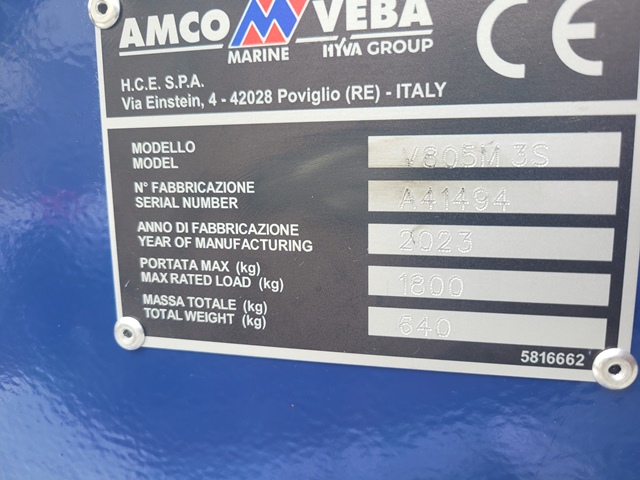 AMCO M VEBA
MARINE HYVA GROUP
CE
H.C.E. S.P.A.
Via Einstein, 4 - 42028 Poviglio (RE) - ITALY
MODELLO
MODEL
V805M 3S
N° FABBRICAZIONE
SERIAL NUMBER
A41494
ANNO DI FABBRICAZIONE
YEAR OF MANUFACTURING
2023
PORTATA MAX (kg)
MAX RATED LOAD (kg)
1800
MASSA TOTALE (kg)
TOTAL WEIGHT (kg)
640
5816662